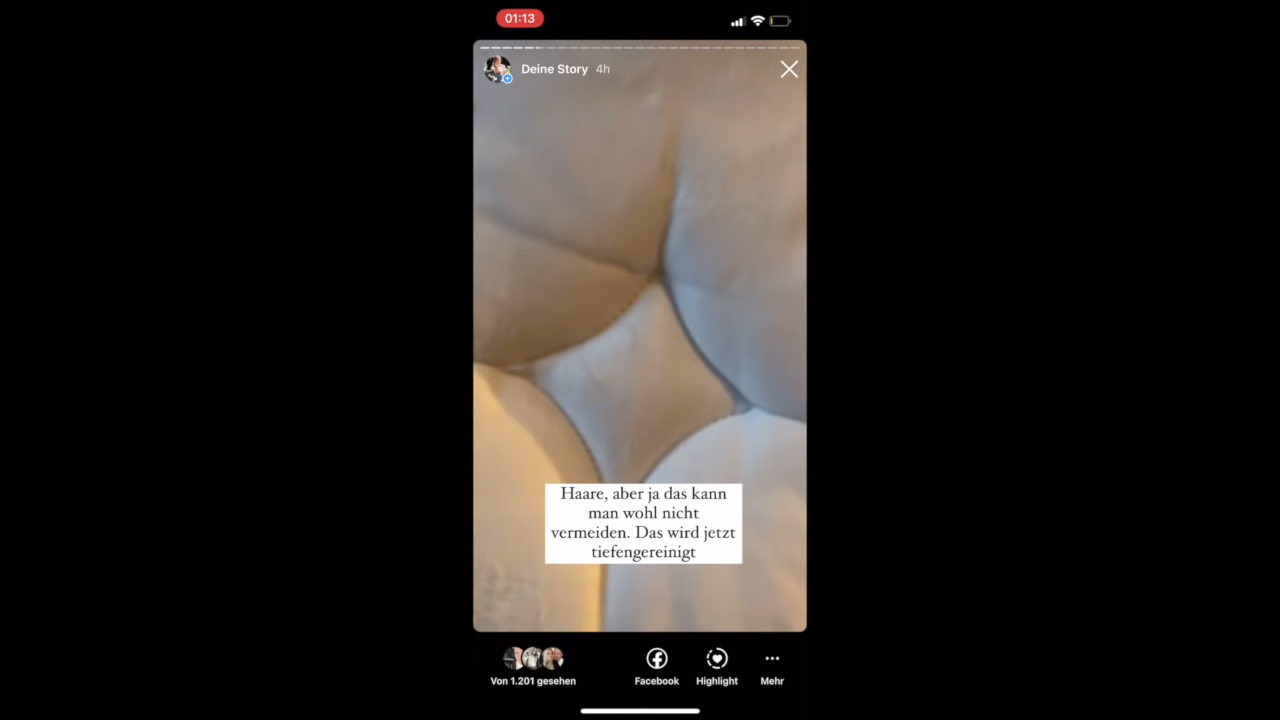 01:13
Deine Story 4h
Haare, aber ja das kann
man wohl nicht
vermeiden. Das wird jetzt
tiefengereinigt
Von 1.201 gesehen
Facebook
Highlight
Mehr